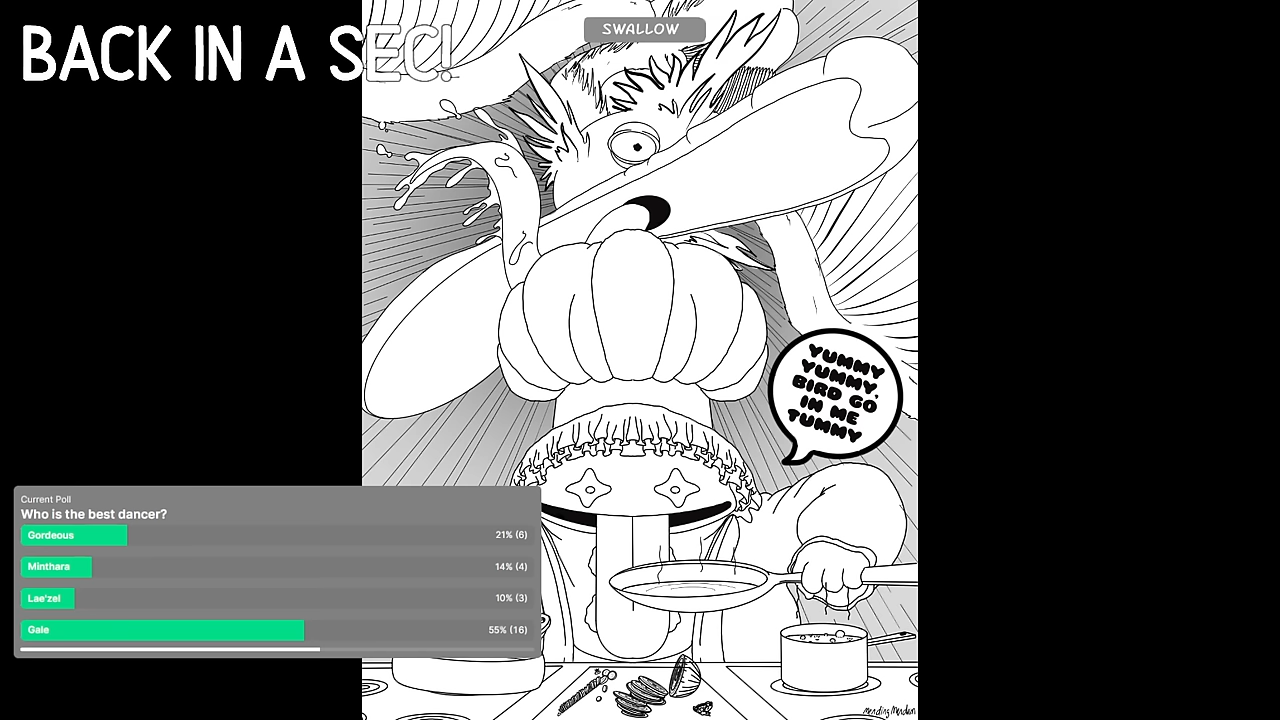 BACK IN A SEC!
SWALLOW
YUMMY
YUMMY,
BIRD GO
IN ME
TUMMY
Current Poll
Who is the best dancer?
Gordeous 21% (6)
Minthara 14% (4)
Lae'zel 10% (3)
Gale 55% (16)